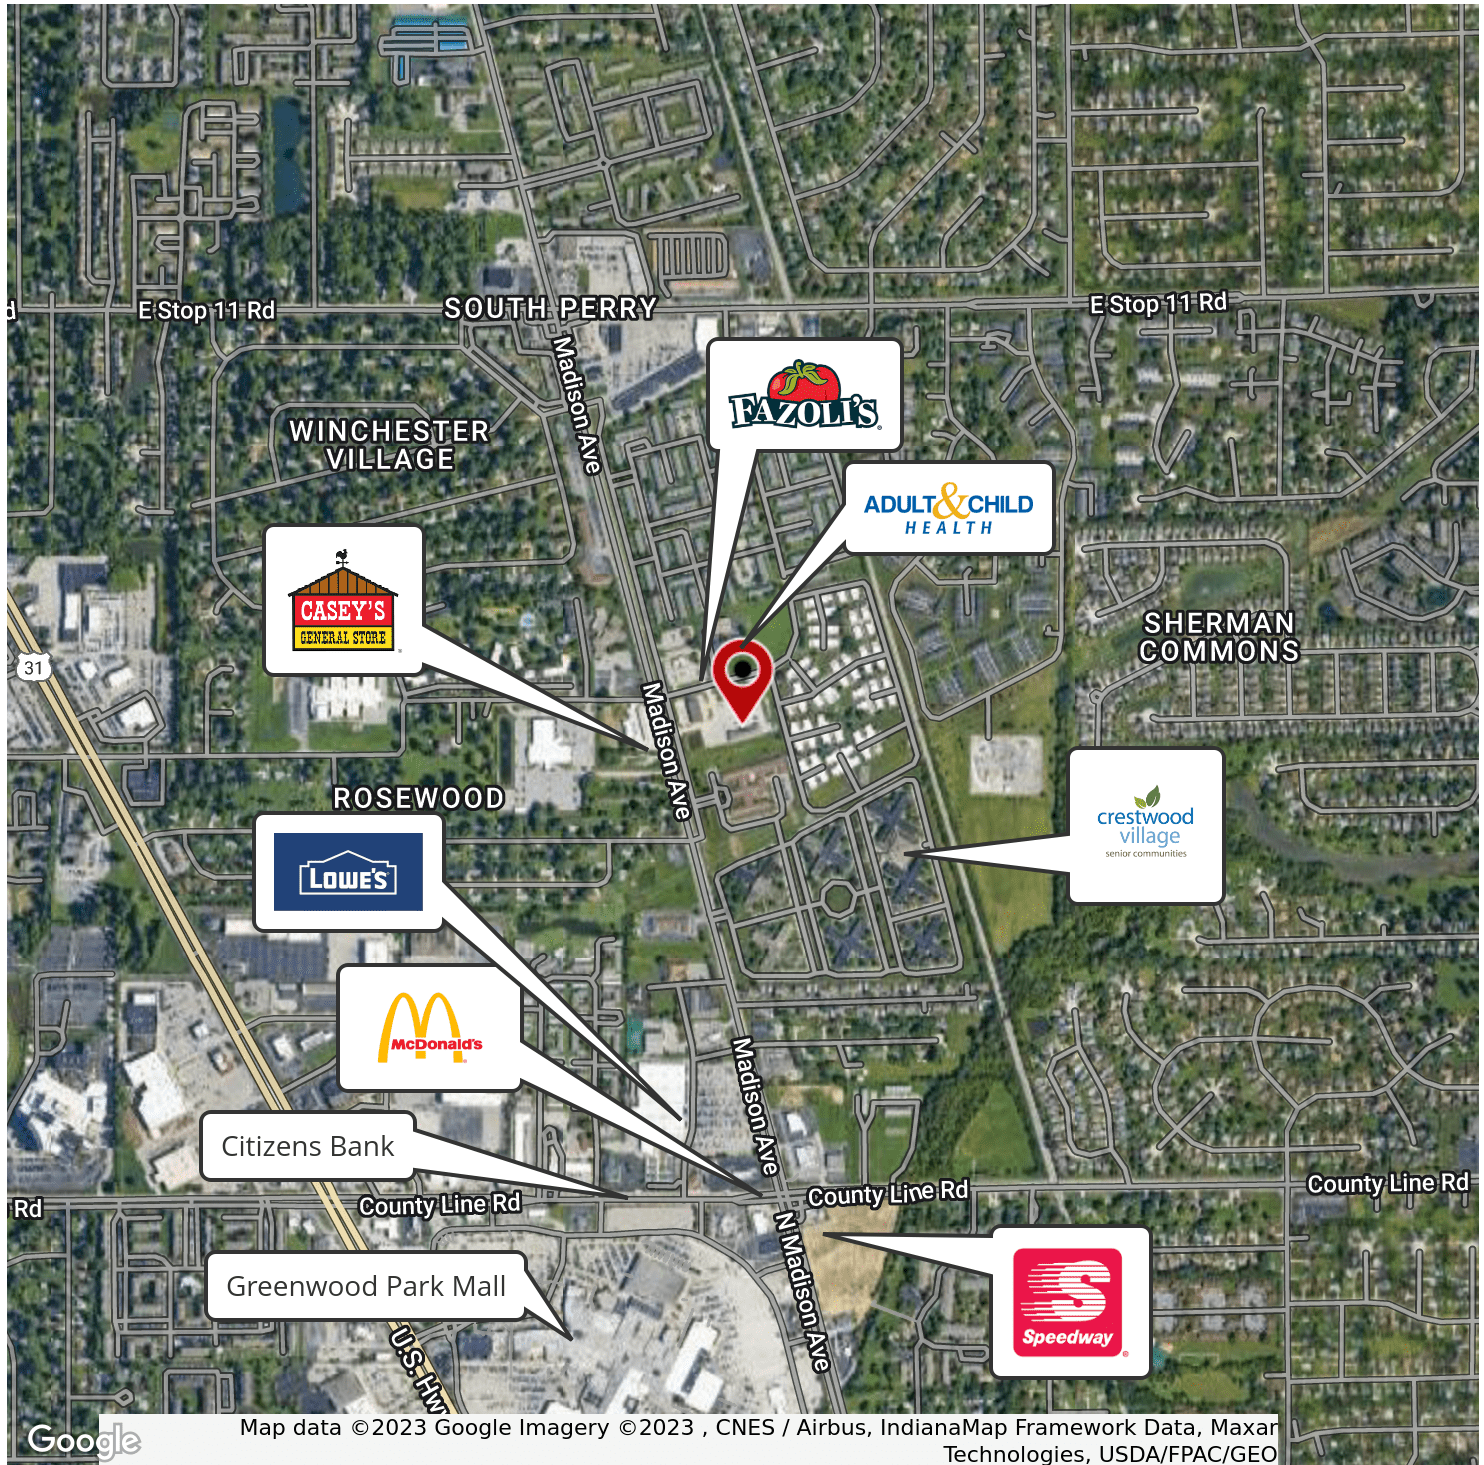 E Stop 11 Rd
SOUTH PERRY
E Stop 11 Rd
d
Madison Ave
FAZOLI'S
WINCHESTER
VILLAGE
ADULT & CHILD
HEALTH
CASEY'S
GENERAL STORE
SHERMAN
COMMONS
31
Madison Ave
ROSEWOOD
crestwood
village
senior communities
LOWE'S
McDonald's
Madison Ave
Citizens Bank
County Line Rd
County Line Rd
County Line Rd
Rd
N Madison Ave
Greenwood Park Mall
Speedway
U.S. Hwy
Google
Map data ©2023 Google Imagery ©2023 , CNES / Airbus, IndianaMap Framework Data, Maxar
Technologies, USDA/FPAC/GEO